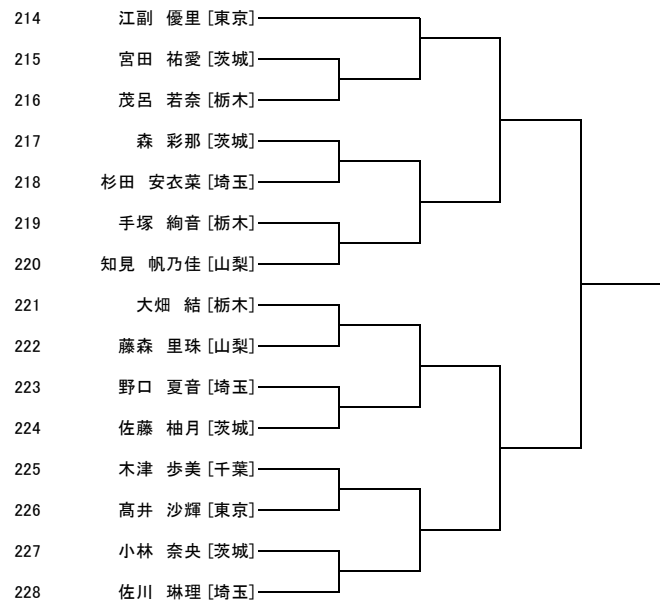 214 江副 優里 [東京]
215 宮田 祐愛 [茨城]
216 茂呂 若奈 [栃木]
217 森 彩那 [茨城]
218 杉田 安衣菜 [埼玉]
219 手塚 絢音 [栃木]
220 知見 帆乃佳 [山梨]
221 大畑 結 [栃木]
222 藤森 里珠 [山梨]
223 野口 夏音 [埼玉]
224 佐藤 柚月 [茨城]
225 木津 歩美 [千葉]
226 髙井 沙輝 [東京]
227 小林 奈央 [茨城]
228 佐川 琳理 [埼玉]